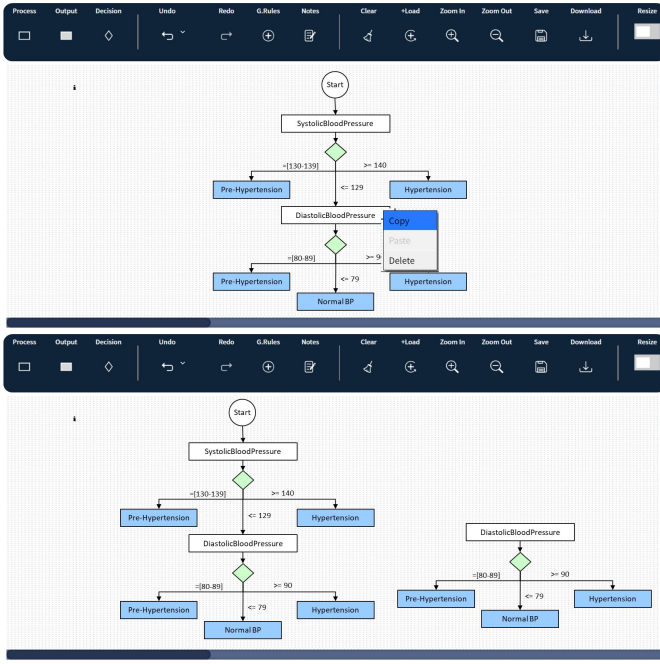 Process Output Decision Undo Redo G.Rules Notes Clear +Load Zoom In Zoom Out Save Download Resize
i
Start
SystolicBloodPressure
=[130-139] >= 140
Pre-Hypertension <= 129 Hypertension
DiastolicBloodPressure
Copy
Paste
Delete
=[80-89] >= 9
Pre-Hypertension <= 79 Hypertension
Normal BP
Process Output Decision Undo Redo G.Rules Notes Clear +Load Zoom In Zoom Out Save Download Resize
i
Start
SystolicBloodPressure
=[130-139] >= 140
Pre-Hypertension <= 129 Hypertension
DiastolicBloodPressure
=[80-89] >= 90
Pre-Hypertension <= 79 Hypertension
Normal BP
DiastolicBloodPressure
=[80-89] >= 90
Pre-Hypertension <= 79 Hypertension
Normal BP